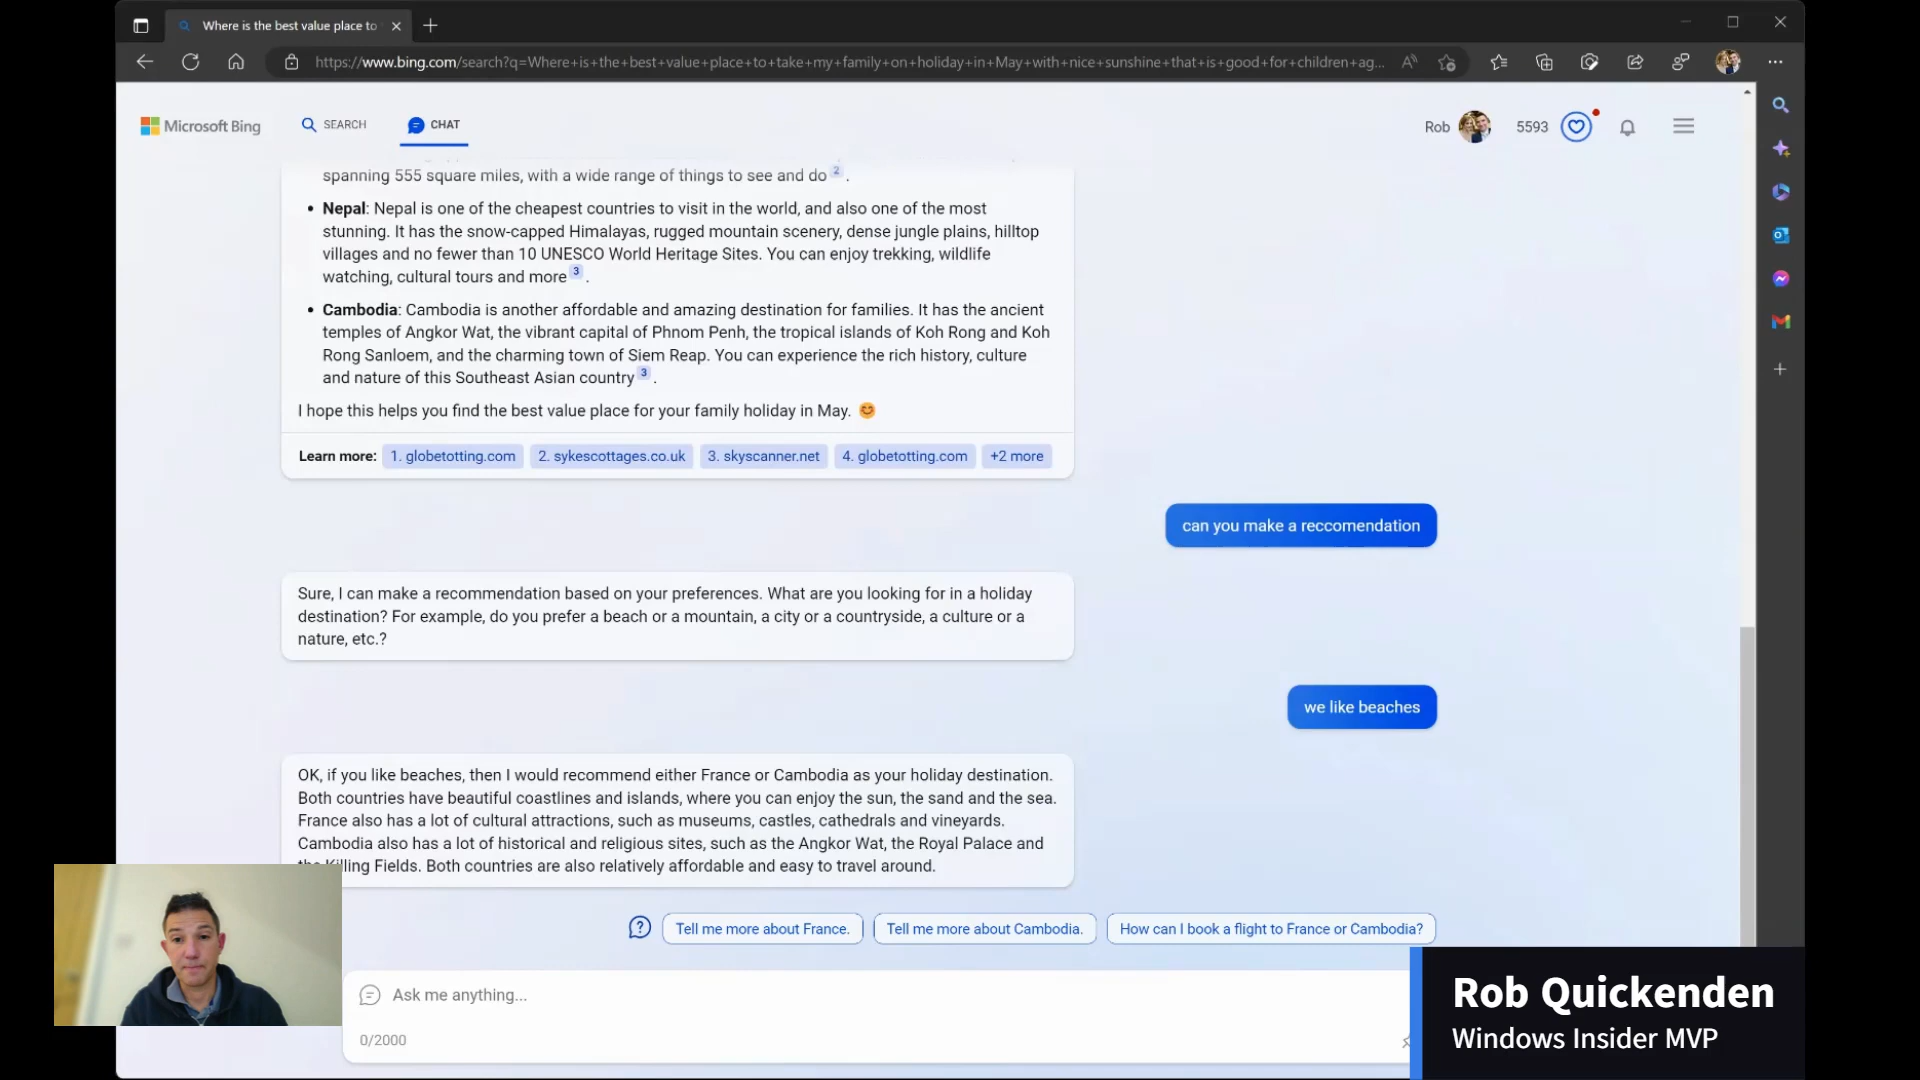 Where is the best value place to
https://www.bing.com/search?q=Where+is+the+best+value+place+to+take+my+family+on+holiday+in+May+with+nice+sunshine+that+is+good+for+children+ag...
Microsoft Bing
SEARCH
CHAT
Rob
5593
spanning 555 square miles, with a wide range of things to see and do 2 .
• Nepal: Nepal is one of the cheapest countries to visit in the world, and also one of the most
stunning. It has the snow-capped Himalayas, rugged mountain scenery, dense jungle plains, hilltop
villages and no fewer than 10 UNESCO World Heritage Sites. You can enjoy trekking, wildlife
watching, cultural tours and more 3 .
• Cambodia: Cambodia is another affordable and amazing destination for families. It has the ancient
temples of Angkor Wat, the vibrant capital of Phnom Penh, the tropical islands of Koh Rong and Koh
Rong Sanloem, and the charming town of Siem Reap. You can experience the rich history, culture
and nature of this Southeast Asian country 3 .
I hope this helps you find the best value place for your family holiday in May. 😊
Learn more: 1. globetotting.com 2. sykescottages.co.uk 3. skyscanner.net 4. globetotting.com +2 more
can you make a reccomendation
Sure, I can make a recommendation based on your preferences. What are you looking for in a holiday
destination? For example, do you prefer a beach or a mountain, a city or a countryside, a culture or a
nature, etc.?
we like beaches
OK, if you like beaches, then I would recommend either France or Cambodia as your holiday destination.
Both countries have beautiful coastlines and islands, where you can enjoy the sun, the sand and the sea.
France also has a lot of cultural attractions, such as museums, castles, cathedrals and vineyards.
Cambodia also has a lot of historical and religious sites, such as the Angkor Wat, the Royal Palace and
the Killing Fields. Both countries are also relatively affordable and easy to travel around.
Tell me more about France.
Tell me more about Cambodia.
How can I book a flight to France or Cambodia?
Ask me anything...
0/2000
Rob Quickenden
Windows Insider MVP